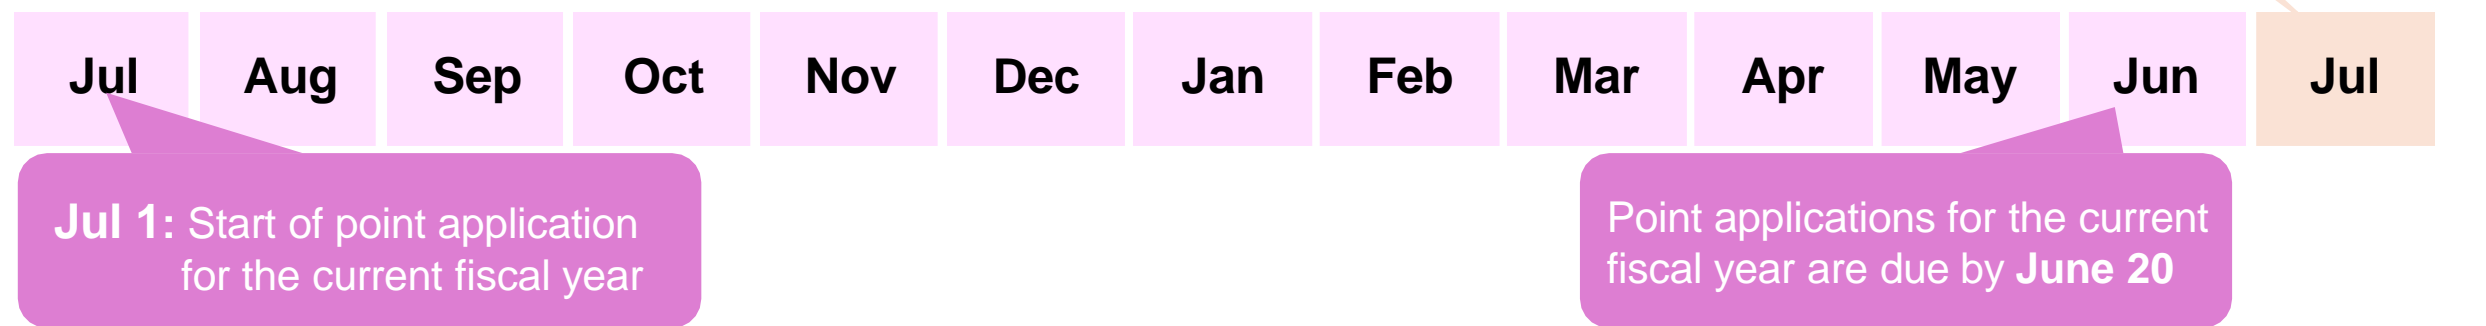 Jul Aug Sep Oct Nov Dec Jan Feb Mar Apr May Jun Jul
Jul 1: Start of point application
for the current fiscal year
Point applications for the current
fiscal year are due by June 20